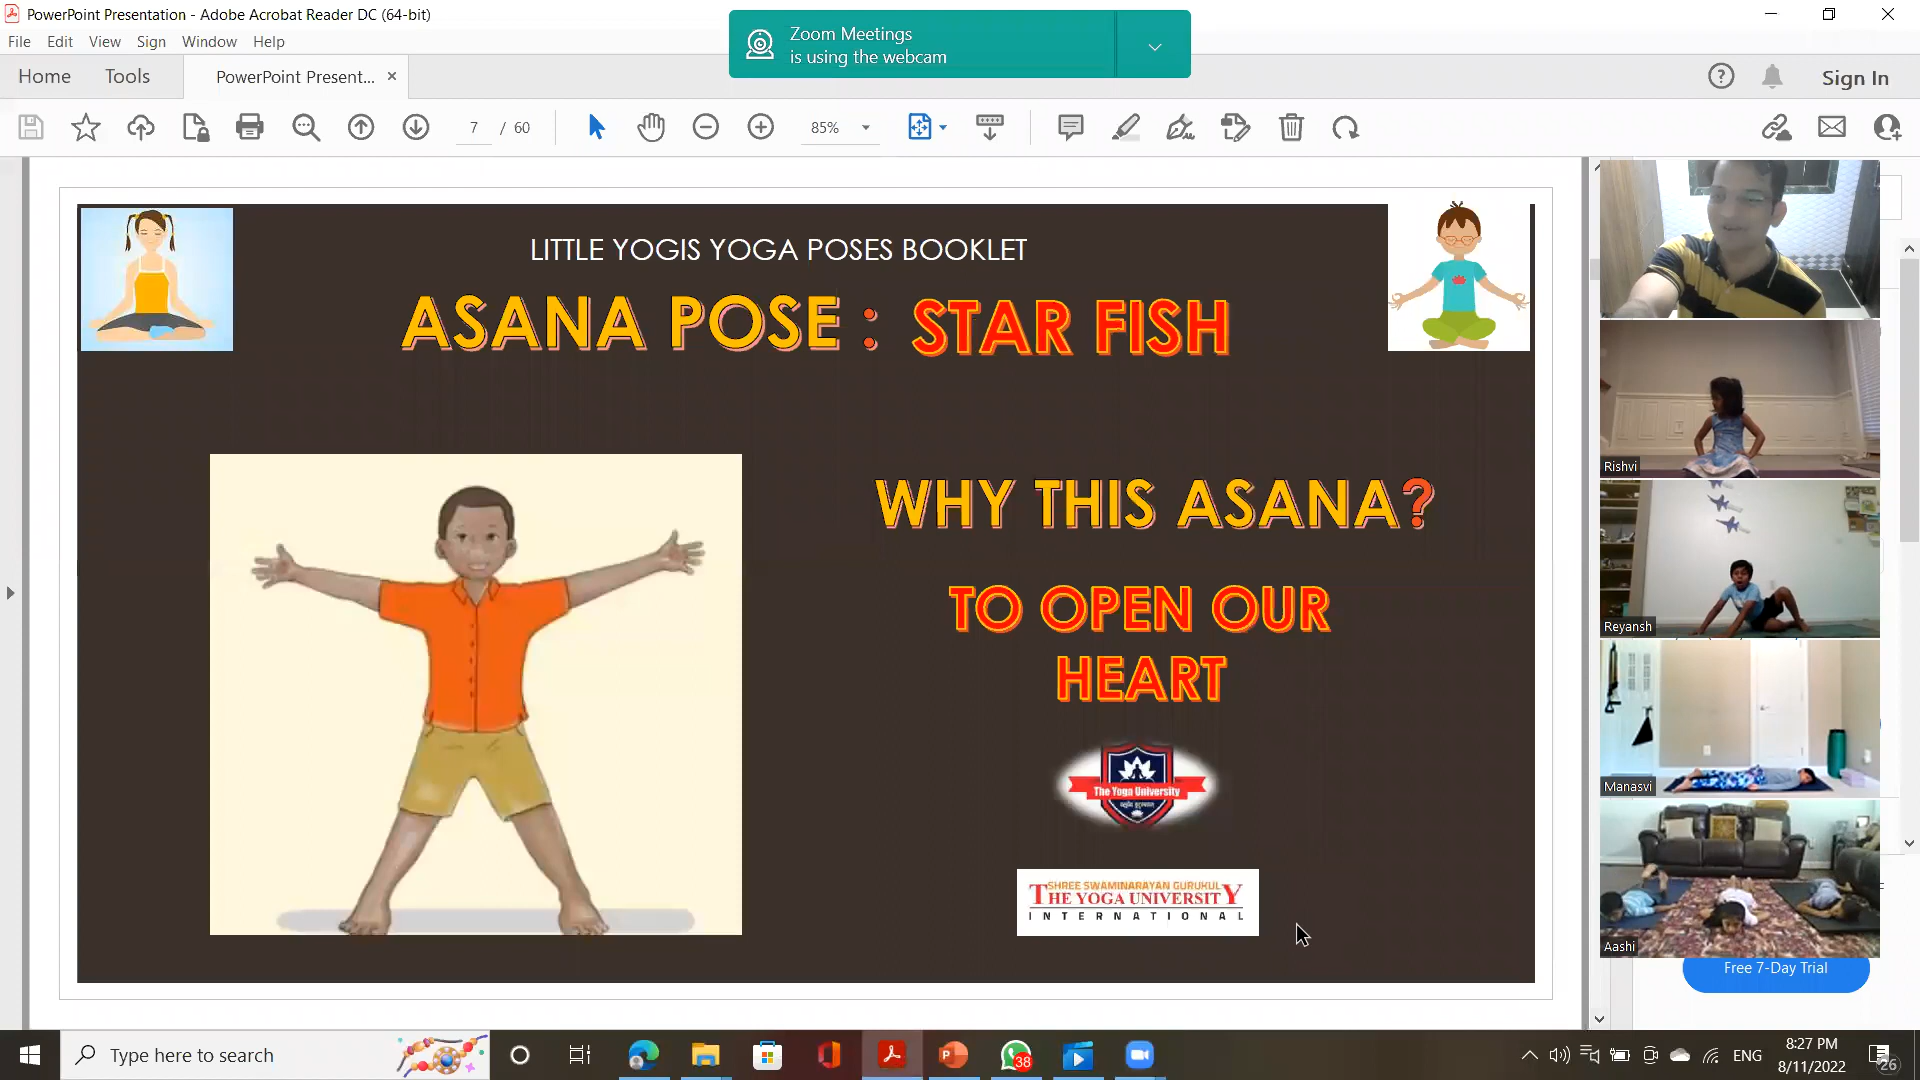 PowerPoint Presentation - Adobe Acrobat Reader DC (64-bit)
File Edit View Sign Window Help
Zoom Meetings
is using the webcam
Home Tools PowerPoint Present... ×
Sign In
7 / 60
85%
LITTLE YOGIS YOGA POSES BOOKLET
ASANA POSE : STAR FISH
WHY THIS ASANA?
TO OPEN OUR
HEART
The Yoga University
SHREE SWAMINARAYAN GURUKUL
THE YOGA UNIVERSITY
INTERNATIONAL
Rishvi
Reyansh
Manasvi
Aashi
Free 7-Day Trial
Type here to search
38
ENG
8:27 PM
8/11/2022
26